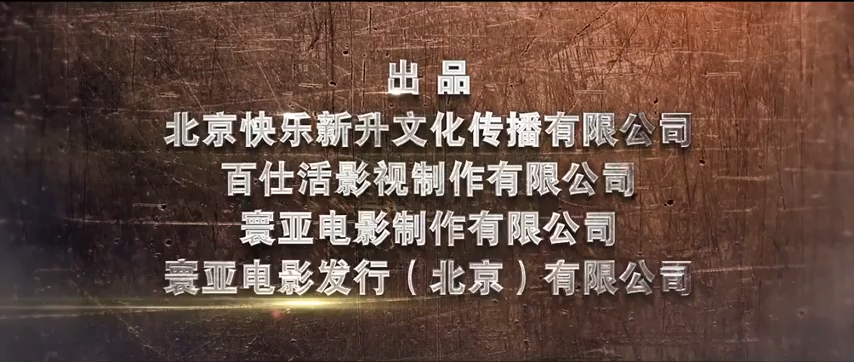 出品
北京快乐新升文化传播有限公司
百仕活影视制作有限公司
寰亚电影制作有限公司
寰亚电影发行（北京）有限公司